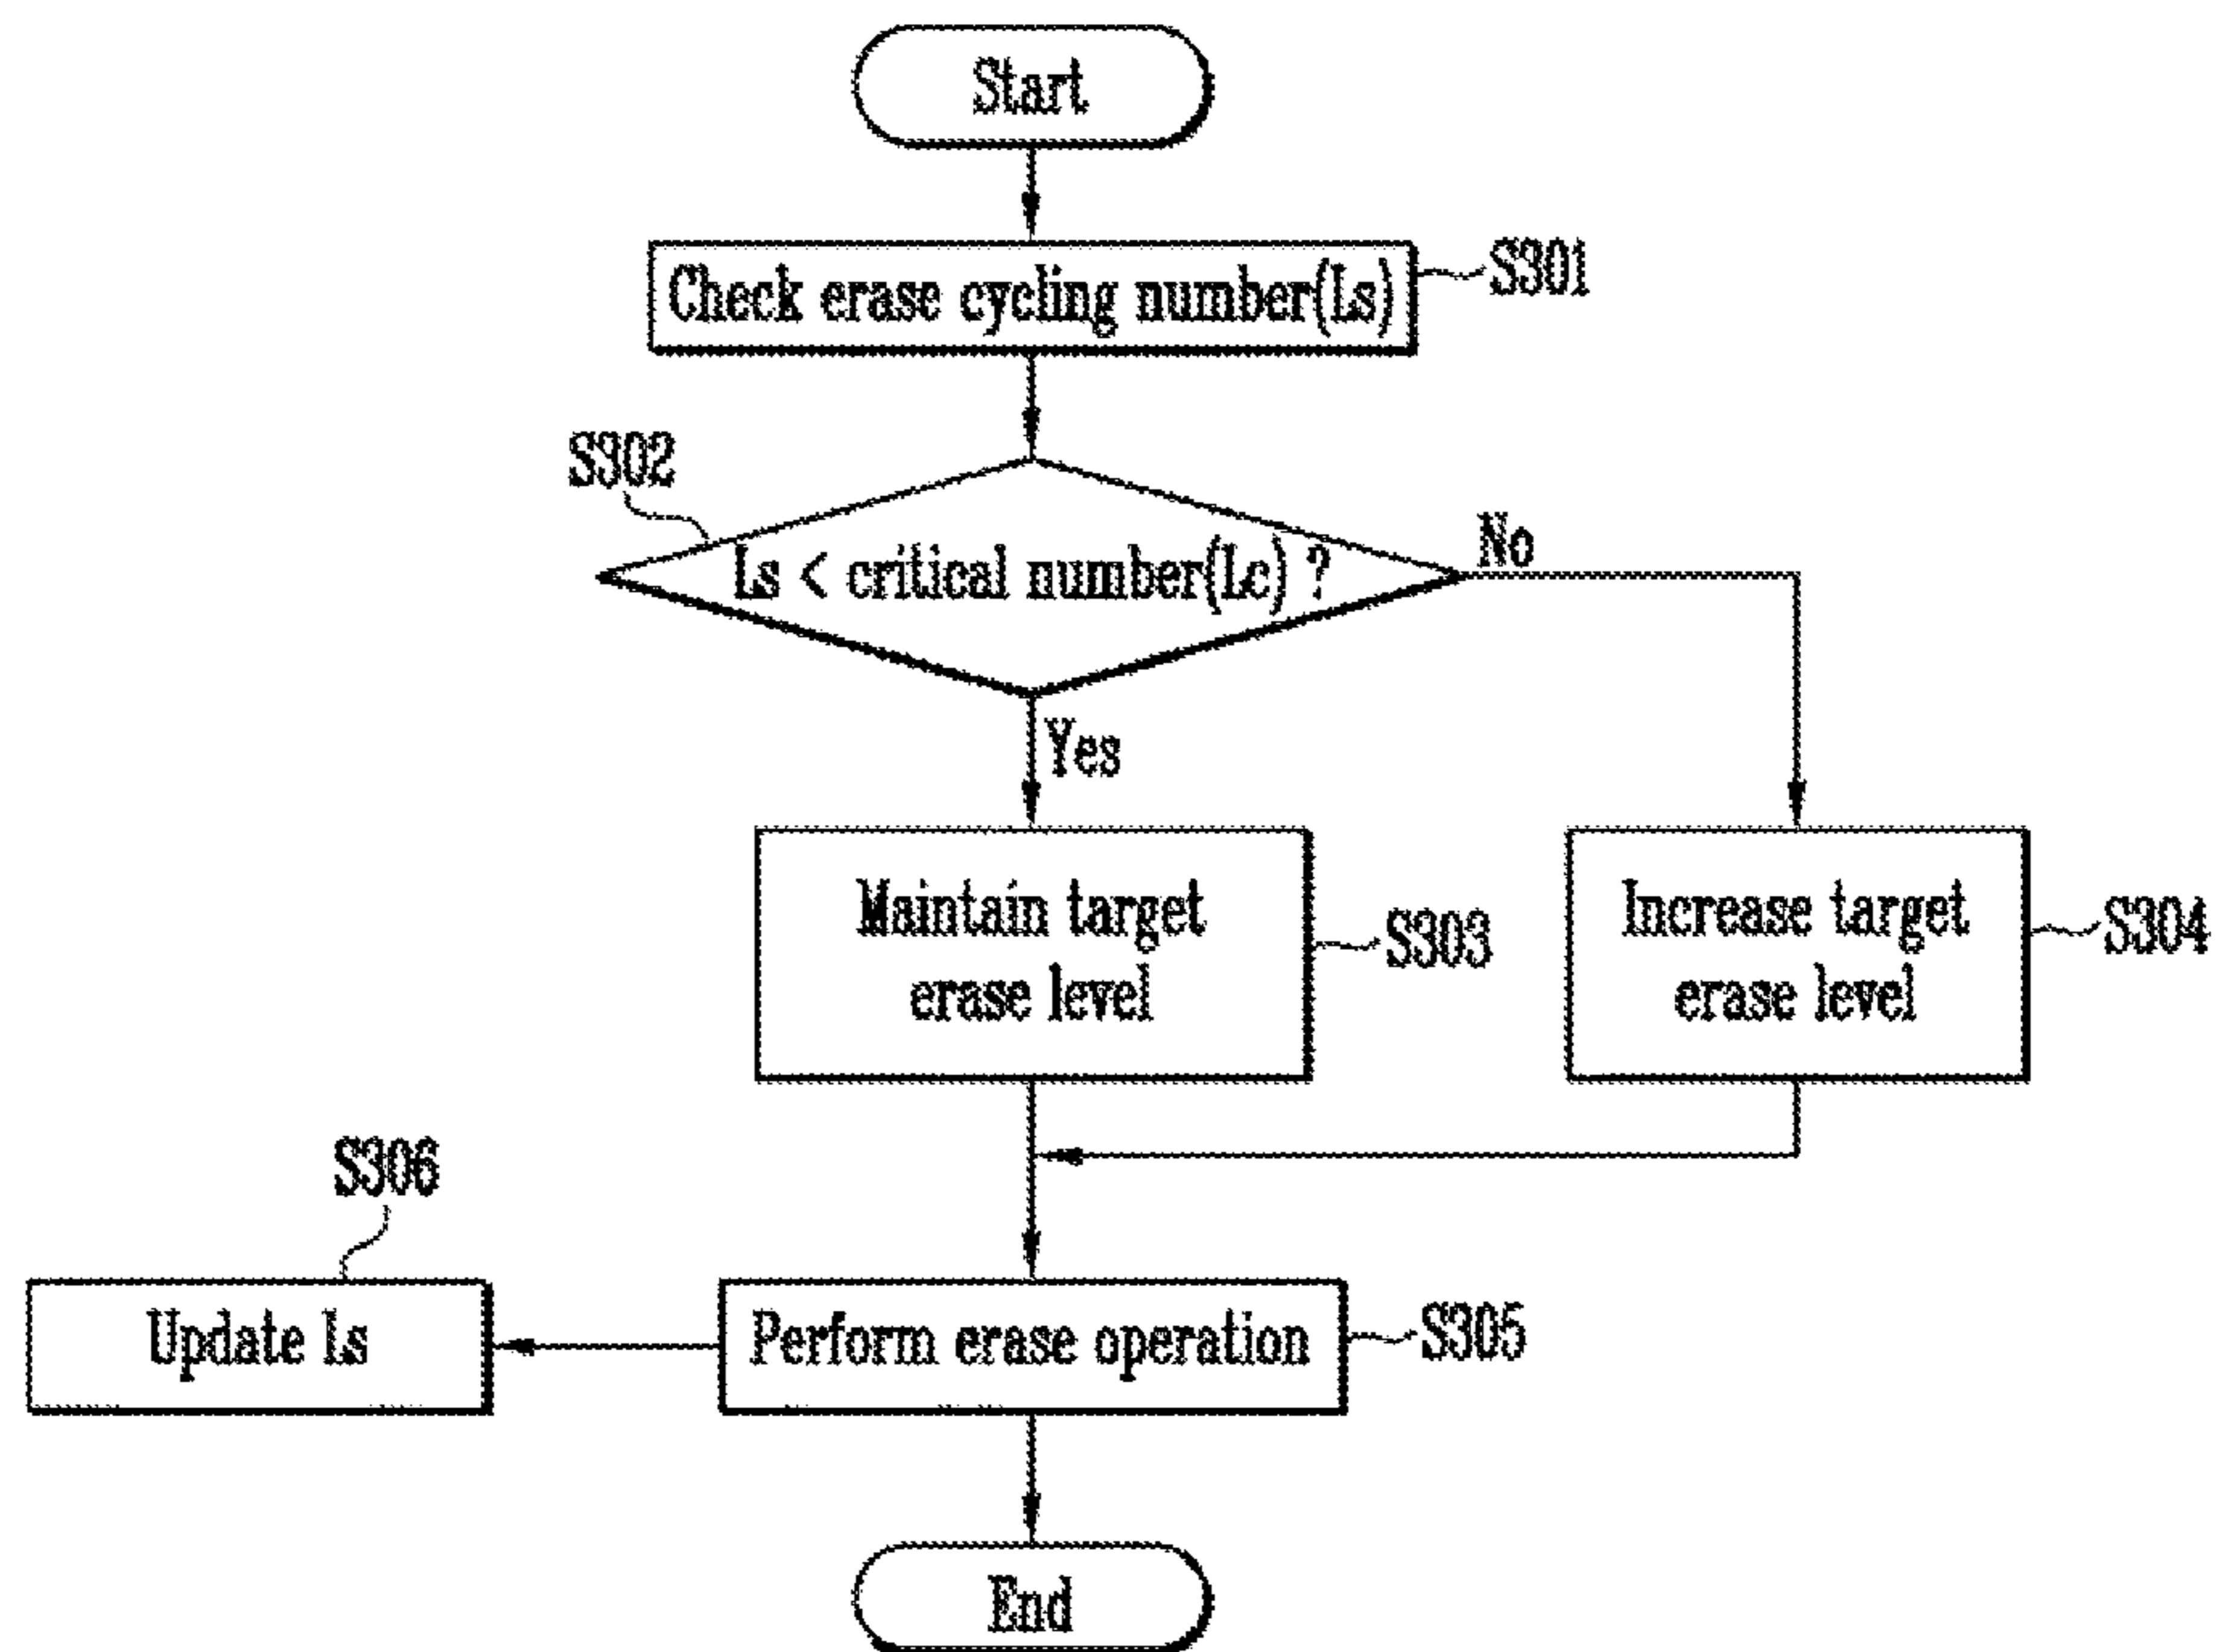 Start
Check erase cycling number(Ls)
S301
S302
Ls < critical number(Lc) ?
No
Yes
Maintain target
erase level
S303
Increase target
erase level
S304
S306
Update Ls
Perform erase operation
S305
End